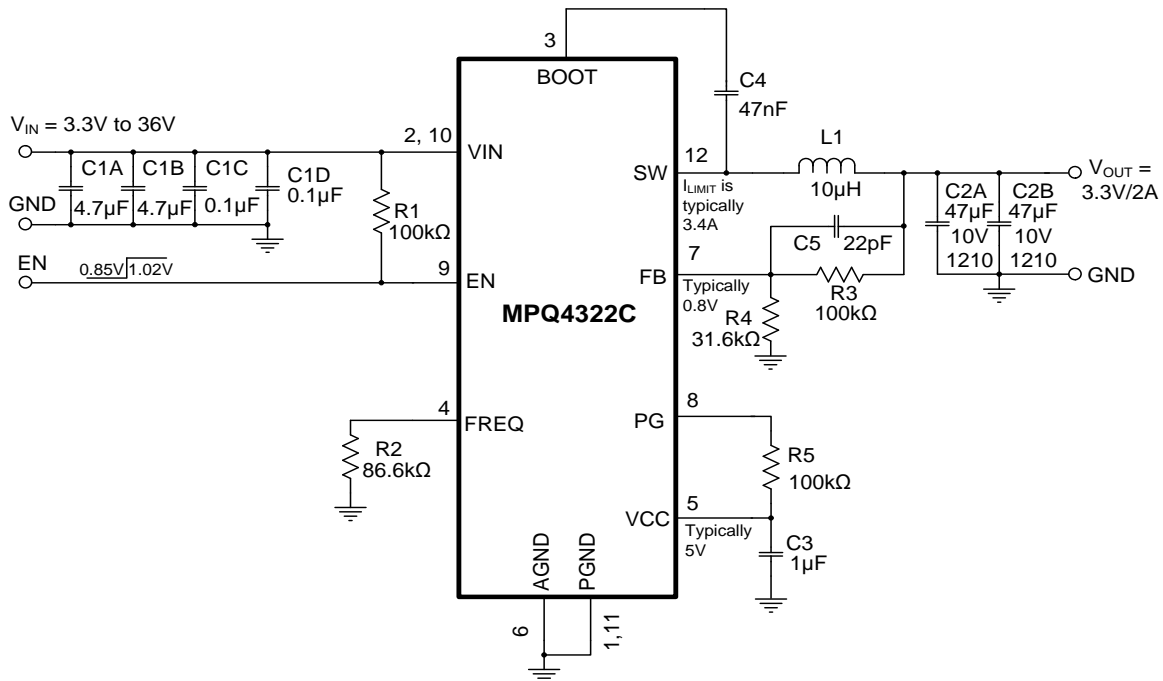 3
BOOT
C4
47nF
V_IN = 3.3V to 36V
2, 10
VIN
C1A
4.7µF
C1B
4.7µF
C1C
0.1µF
C1D
0.1µF
GND
R1
100kΩ
EN
0.85V 1.02V
9
EN
MPQ4322C
SW
12
I_LIMIT is
typically
3.4A
L1
10µH
C5
22pF
7
FB
Typically
0.8V
R3
100kΩ
R4
31.6kΩ
C2A
47µF
10V
1210
C2B
47µF
10V
1210
V_OUT =
3.3V/2A
GND
4
FREQ
R2
86.6kΩ
8
PG
R5
100kΩ
5
VCC
Typically
5V
C3
1µF
AGND
PGND
6
1,11